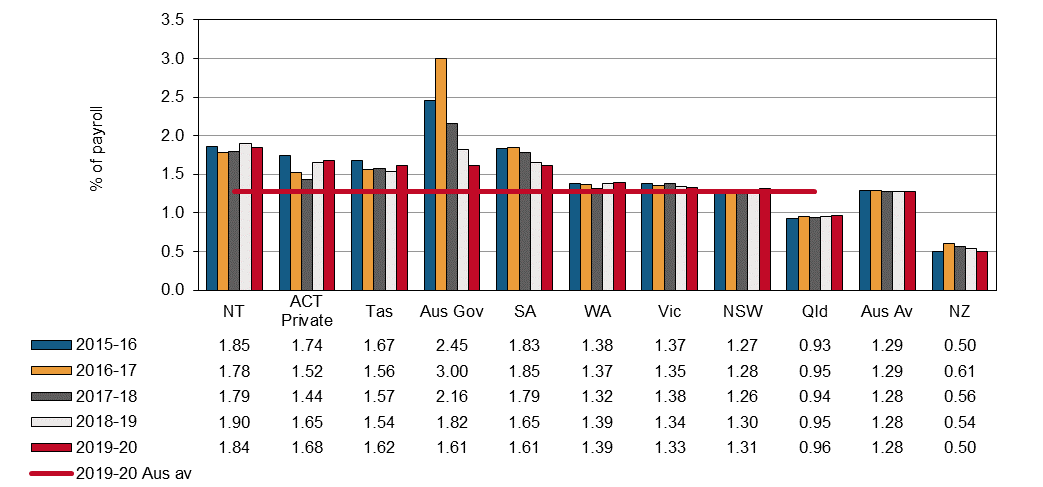 % of payroll
3.5
3.0
2.5
2.0
1.5
1.0
0.5
0.0
NT ACT Private Tas Aus Gov SA WA Vic NSW Qld Aus Av NZ
2015-16 1.85 1.74 1.67 2.45 1.83 1.38 1.37 1.27 0.93 1.29 0.50
2016-17 1.78 1.52 1.56 3.00 1.85 1.37 1.35 1.28 0.95 1.29 0.61
2017-18 1.79 1.44 1.57 2.16 1.79 1.32 1.38 1.26 0.94 1.28 0.56
2018-19 1.90 1.65 1.54 1.82 1.65 1.39 1.34 1.30 0.95 1.28 0.54
2019-20 1.84 1.68 1.62 1.61 1.61 1.39 1.33 1.31 0.96 1.28 0.50
2019-20 Aus av